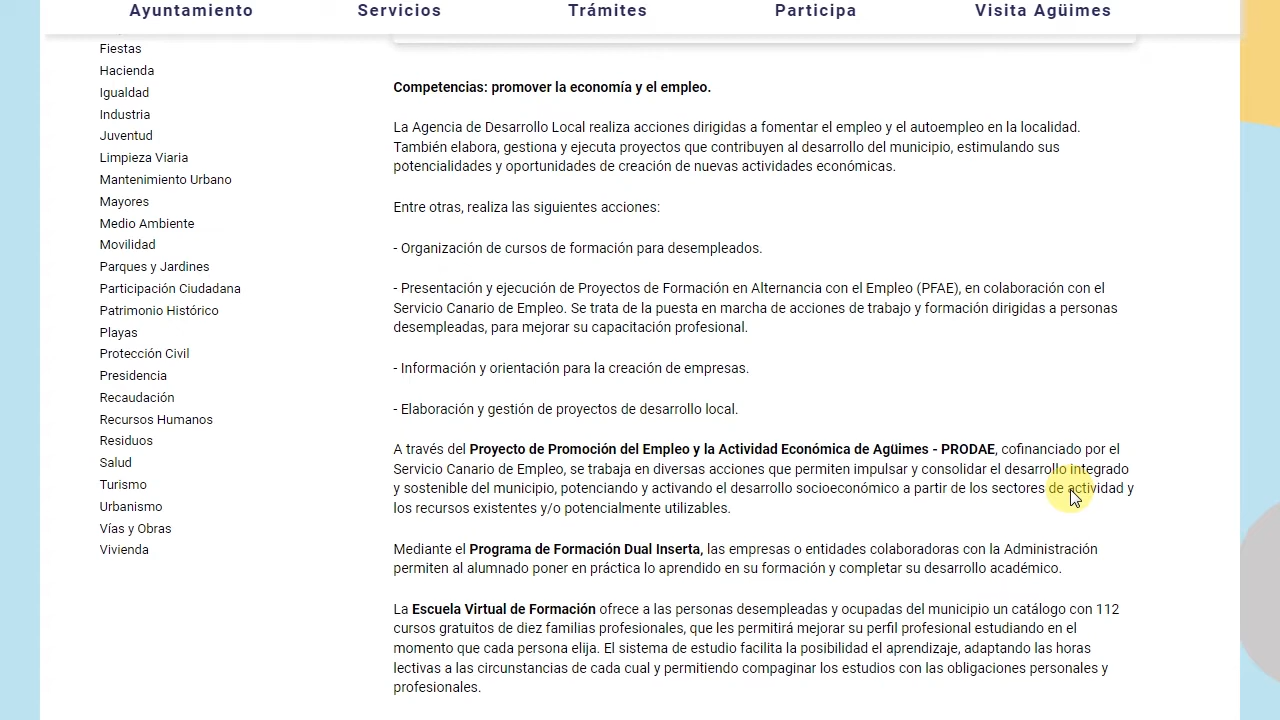 Ayuntamiento Servicios Trámites Participa Visita Agüimes
Fiestas
Hacienda
Igualdad
Industria
Juventud
Limpieza Viaria
Mantenimiento Urbano
Mayores
Medio Ambiente
Movilidad
Parques y Jardines
Participación Ciudadana
Patrimonio Histórico
Playas
Protección Civil
Presidencia
Recaudación
Recursos Humanos
Residuos
Salud
Turismo
Urbanismo
Vías y Obras
Vivienda
Competencias: promover la economía y el empleo.
La Agencia de Desarrollo Local realiza acciones dirigidas a fomentar el empleo y el autoempleo en la localidad.
También elabora, gestiona y ejecuta proyectos que contribuyen al desarrollo del municipio, estimulando sus
potencialidades y oportunidades de creación de nuevas actividades económicas.
Entre otras, realiza las siguientes acciones:
- Organización de cursos de formación para desempleados.
- Presentación y ejecución de Proyectos de Formación en Alternancia con el Empleo (PFAE), en colaboración con el
Servicio Canario de Empleo. Se trata de la puesta en marcha de acciones de trabajo y formación dirigidas a personas
desempleadas, para mejorar su capacitación profesional.
- Información y orientación para la creación de empresas.
- Elaboración y gestión de proyectos de desarrollo local.
A través del Proyecto de Promoción del Empleo y la Actividad Económica de Agüimes - PRODAE, cofinanciado por el
Servicio Canario de Empleo, se trabaja en diversas acciones que permiten impulsar y consolidar el desarrollo integrado
y sostenible del municipio, potenciando y activando el desarrollo socioeconómico a partir de los sectores de actividad y
los recursos existentes y/o potencialmente utilizables.
Mediante el Programa de Formación Dual Inserta, las empresas o entidades colaboradoras con la Administración
permiten al alumnado poner en práctica lo aprendido en su formación y completar su desarrollo académico.
La Escuela Virtual de Formación ofrece a las personas desempleadas y ocupadas del municipio un catálogo con 112
cursos gratuitos de diez familias profesionales, que les permitirá mejorar su perfil profesional estudiando en el
momento que cada persona elija. El sistema de estudio facilita la posibilidad el aprendizaje, adaptando las horas
lectivas a las circunstancias de cada cual y permitiendo compaginar los estudios con las obligaciones personales y
profesionales.